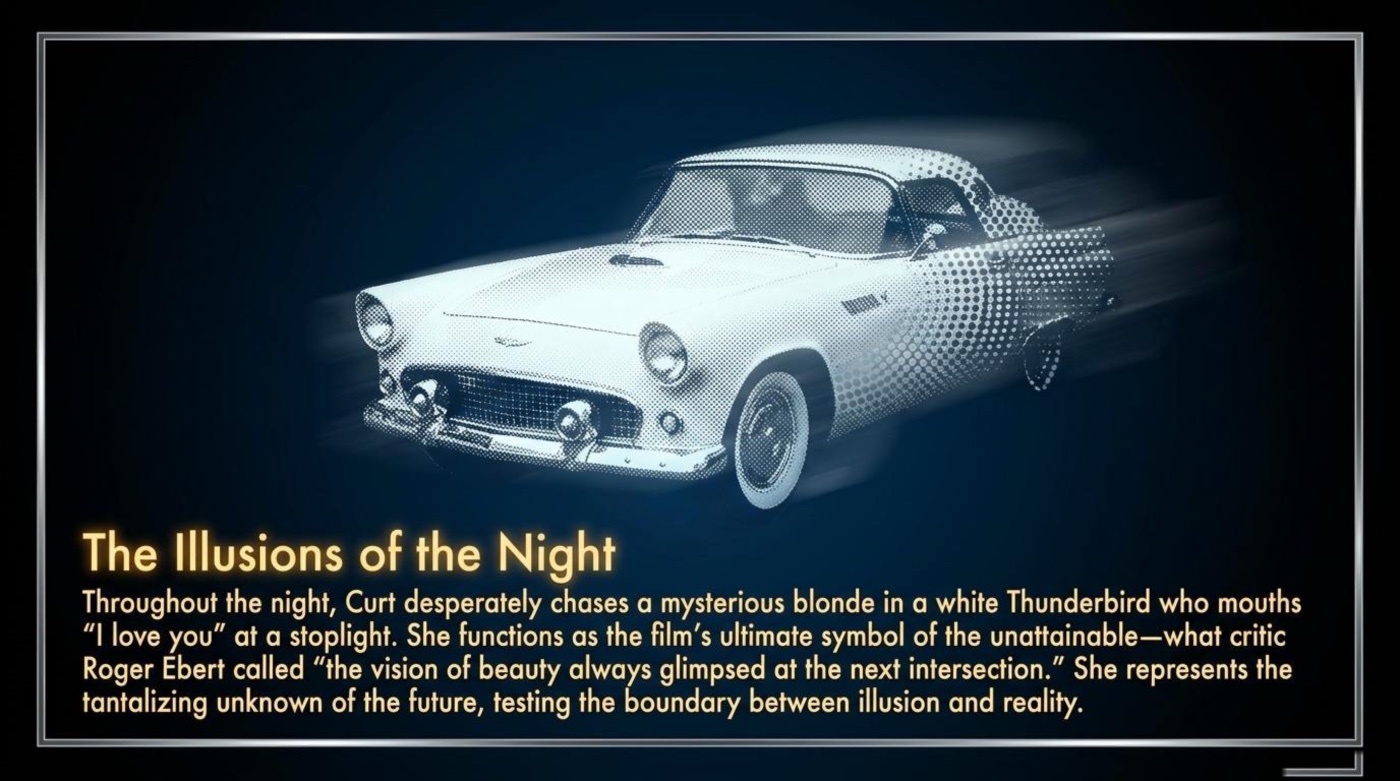 The Illusions of the Night
Throughout the night, Curt desperately chases a mysterious blonde in a white Thunderbird who mouths
“I love you” at a stoplight. She functions as the film’s ultimate symbol of the unattainable—what critic
Roger Ebert called “the vision of beauty always glimpsed at the next intersection.” She represents the
tantalizing unknown of the future, testing the boundary between illusion and reality.